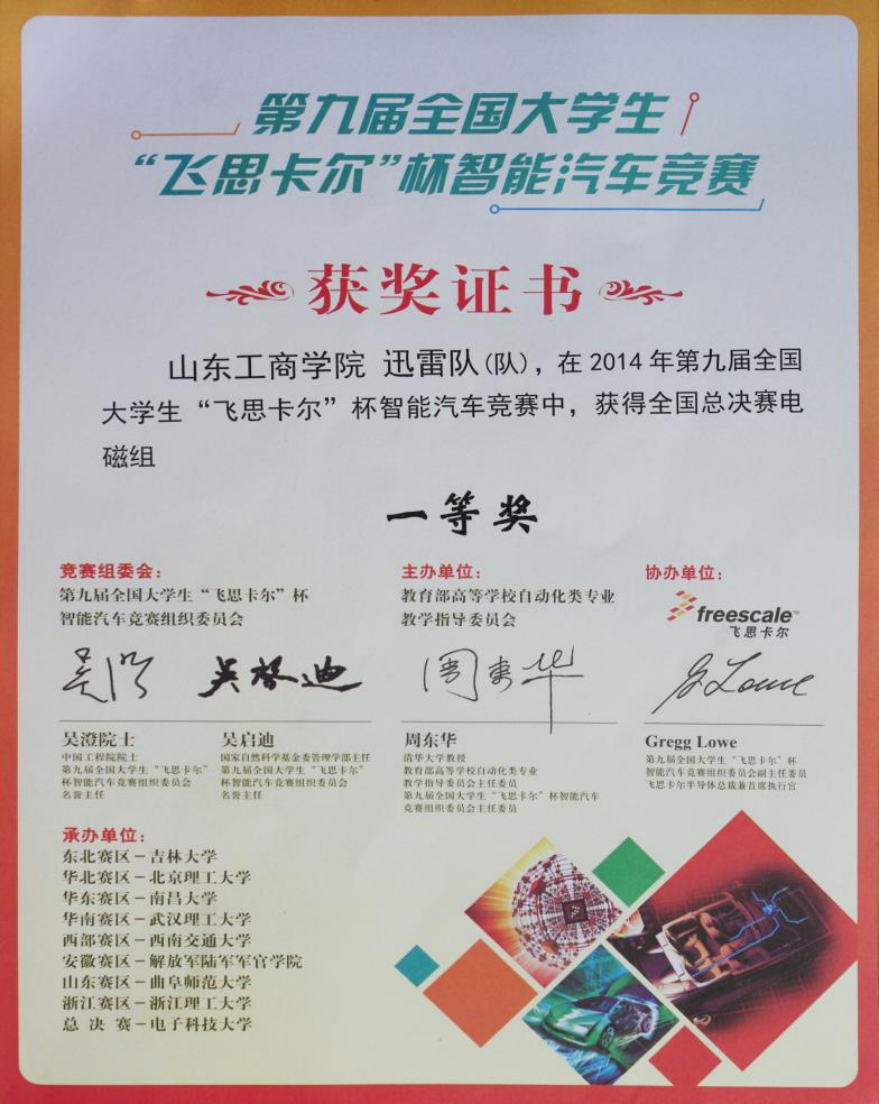 第九届全国大学生
“飞思卡尔”杯智能汽车竞赛
获奖证书
山东工商学院 迅雷队(队)，在 2014 年第九届全国
大学生“飞思卡尔”杯智能汽车竞赛中，获得全国总决赛电
磁组
一等奖
竞赛组委会：
第九届全国大学生“飞思卡尔”杯
智能汽车竞赛组织委员会
主办单位：
教育部高等学校自动化类专业
教学指导委员会
协办单位：
freescale™
飞思卡尔
吴澄
吴启迪
周东华
G Lowe
吴澄院士
中国工程院院士
第九届全国大学生“飞思卡尔”
杯智能汽车竞赛组织委员会
名誉主任
吴启迪
国家自然科学基金委管理学部主任
第九届全国大学生“飞思卡尔”
杯智能汽车竞赛组织委员会
名誉主任
周东华
清华大学教授
教育部高等学校自动化类专业
教学指导委员会主任委员
第九届全国大学生“飞思卡尔”杯智能汽车
竞赛组织委员会主任委员
Gregg Lowe
第九届全国大学生“飞思卡尔”杯
智能汽车竞赛组织委员会副主任委员
飞思卡尔半导体总裁兼首席执行官
承办单位：
东北赛区－吉林大学
华北赛区－北京理工大学
华东赛区－南昌大学
华南赛区－武汉理工大学
西部赛区－西南交通大学
安徽赛区－解放军陆军军官学院
山东赛区－曲阜师范大学
浙江赛区－浙江理工大学
总 决 赛－电子科技大学